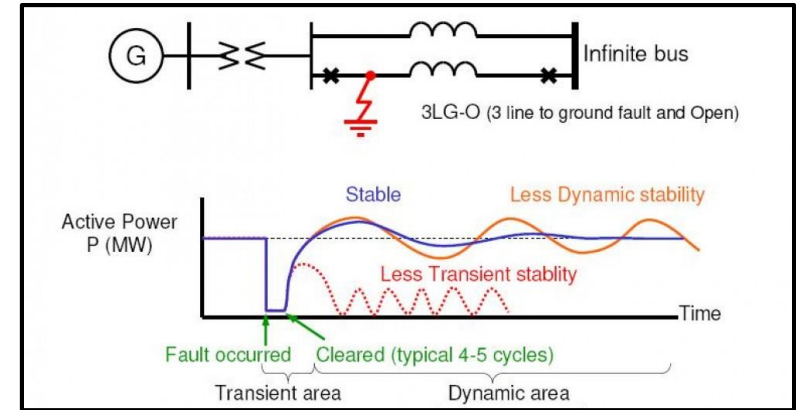 G
Infinite bus
3LG-O (3 line to ground fault and Open)
Stable
Less Dynamic stability
Active Power
P (MW)
Less Transient stablity
Time
Fault occurred
Cleared (typical 4-5 cycles)
Transient area
Dynamic area